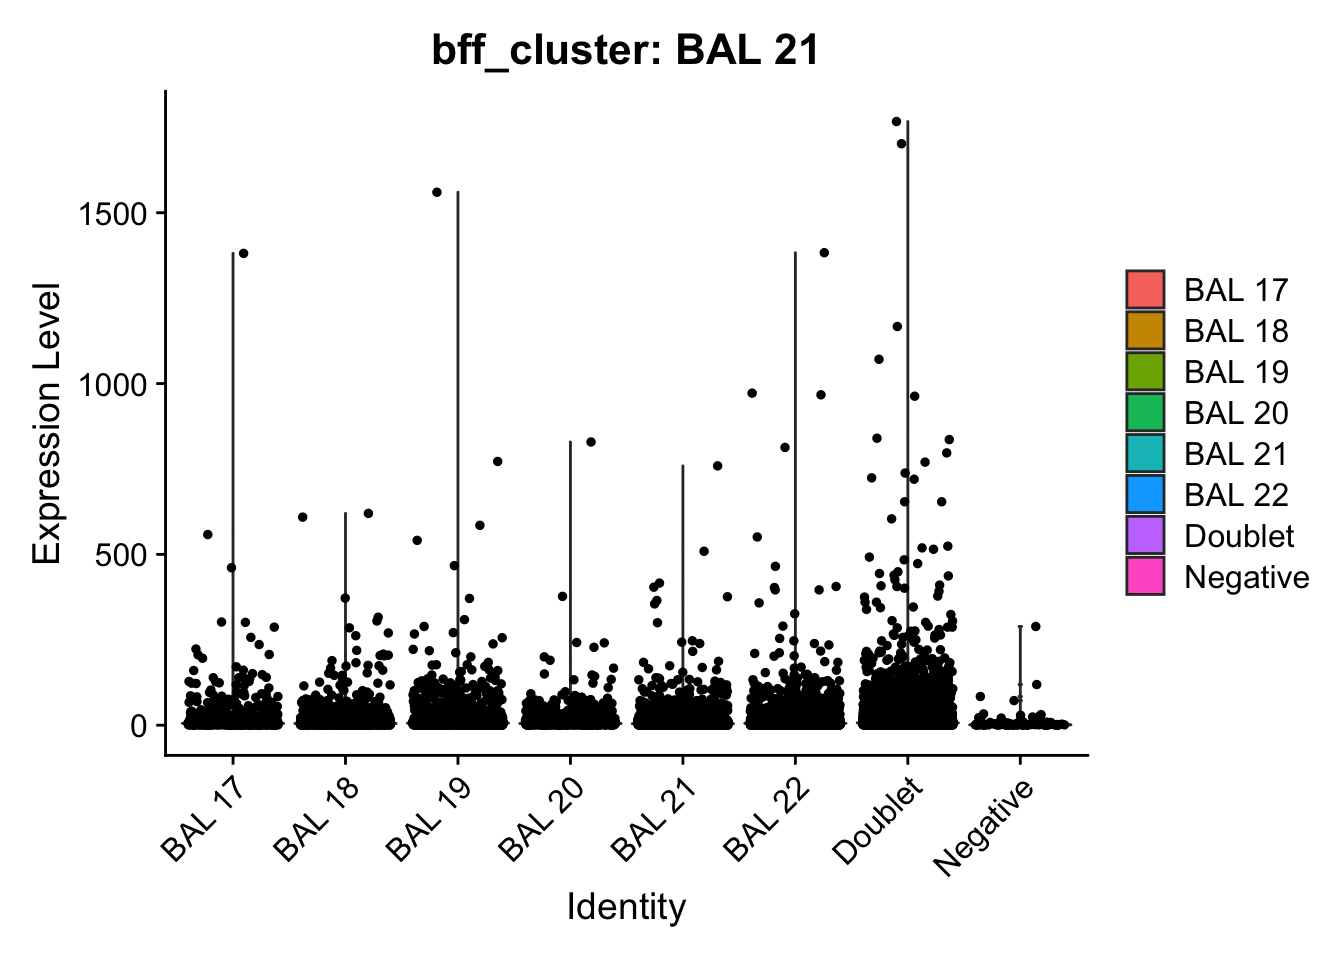 bff_cluster: BAL 21
Expression Level
1500
1000
500
0
BAL 17
BAL 18
BAL 19
BAL 20
BAL 21
BAL 22
Doublet
Negative
Identity
BAL 17
BAL 18
BAL 19
BAL 20
BAL 21
BAL 22
Doublet
Negative